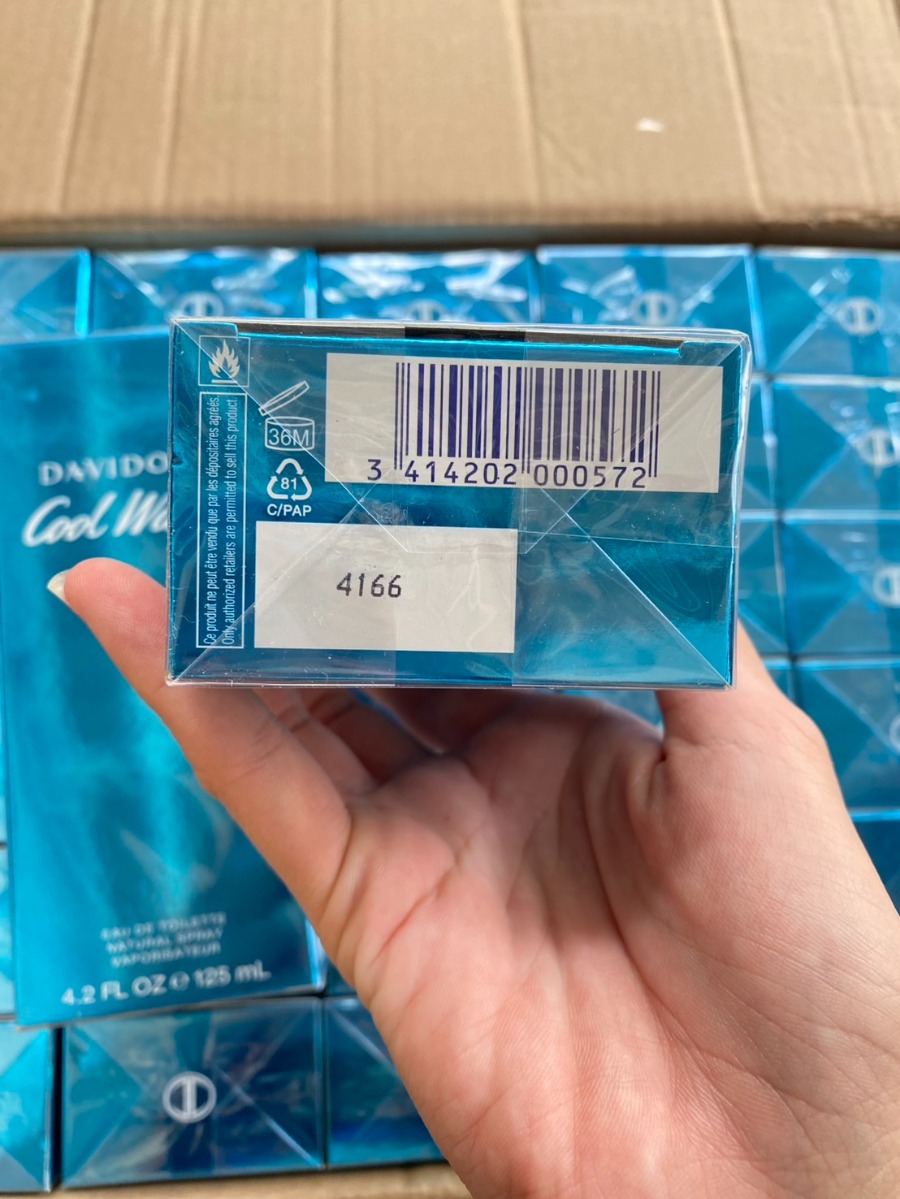 Ce produit ne peut être vendu que par les dépositaires agréés.
Only authorized retailers are permitted to sell this product.
36M
81
C/PAP
3 414202 000572
4166
DAVIDO
Cool Wa
EAU DE TOILETTE
NATURAL SPRAY
VAPORISATEUR
4.2 FL OZ ℮ 125 mL